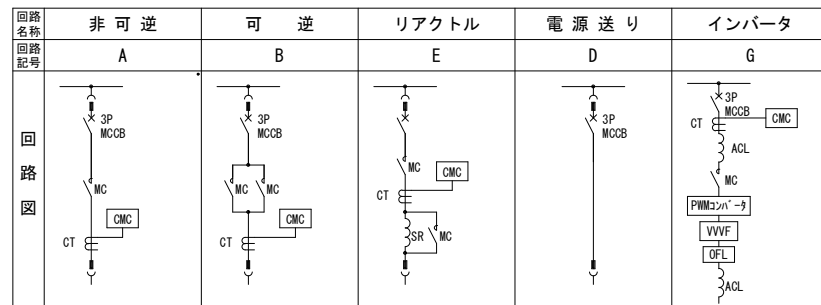 回路名称
非可逆
可逆
リアクトル
電源送り
インバータ
回路記号
A
B
E
D
G
回路図
3P
MCCB
MC
CMC
CT
3P
MCCB
MC
MC
CMC
CT
MC
CMC
CT
SR
MC
3P
MCCB
3P
MCCB
CT
CMC
ACL
MC
PWMコンバータ
VVVF
OFL
ACL